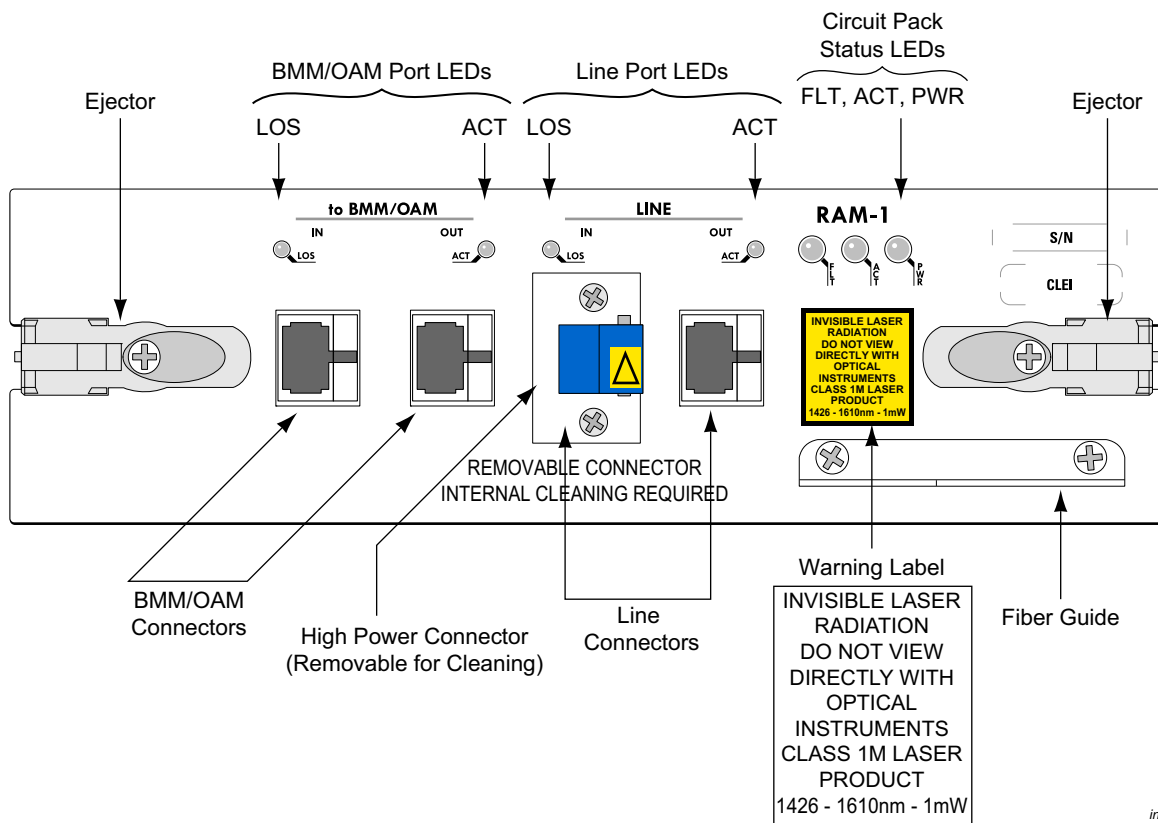 Circuit Pack
Status LEDs
BMM/OAM Port LEDs
Line Port LEDs
Ejector
FLT, ACT, PWR
Ejector
LOS
ACT
LOS
ACT
to BMM/OAM
LINE
RAM-1
IN
OUT
IN
OUT
S/N
LOS
ACT
LOS
ACT
FLT
ACT
PWR
CLEI
INVISIBLE LASER
RADIATION
DO NOT VIEW
DIRECTLY WITH
OPTICAL
INSTRUMENTS
CLASS 1M LASER
PRODUCT
1426 - 1610nm - 1mW
REMOVABLE CONNECTOR
INTERNAL CLEANING REQUIRED
BMM/OAM
Connectors
High Power Connector
(Removable for Cleaning)
Line
Connectors
Warning Label
INVISIBLE LASER
RADIATION
DO NOT VIEW
DIRECTLY WITH
OPTICAL
INSTRUMENTS
CLASS 1M LASER
PRODUCT
1426 - 1610nm - 1mW
Fiber Guide